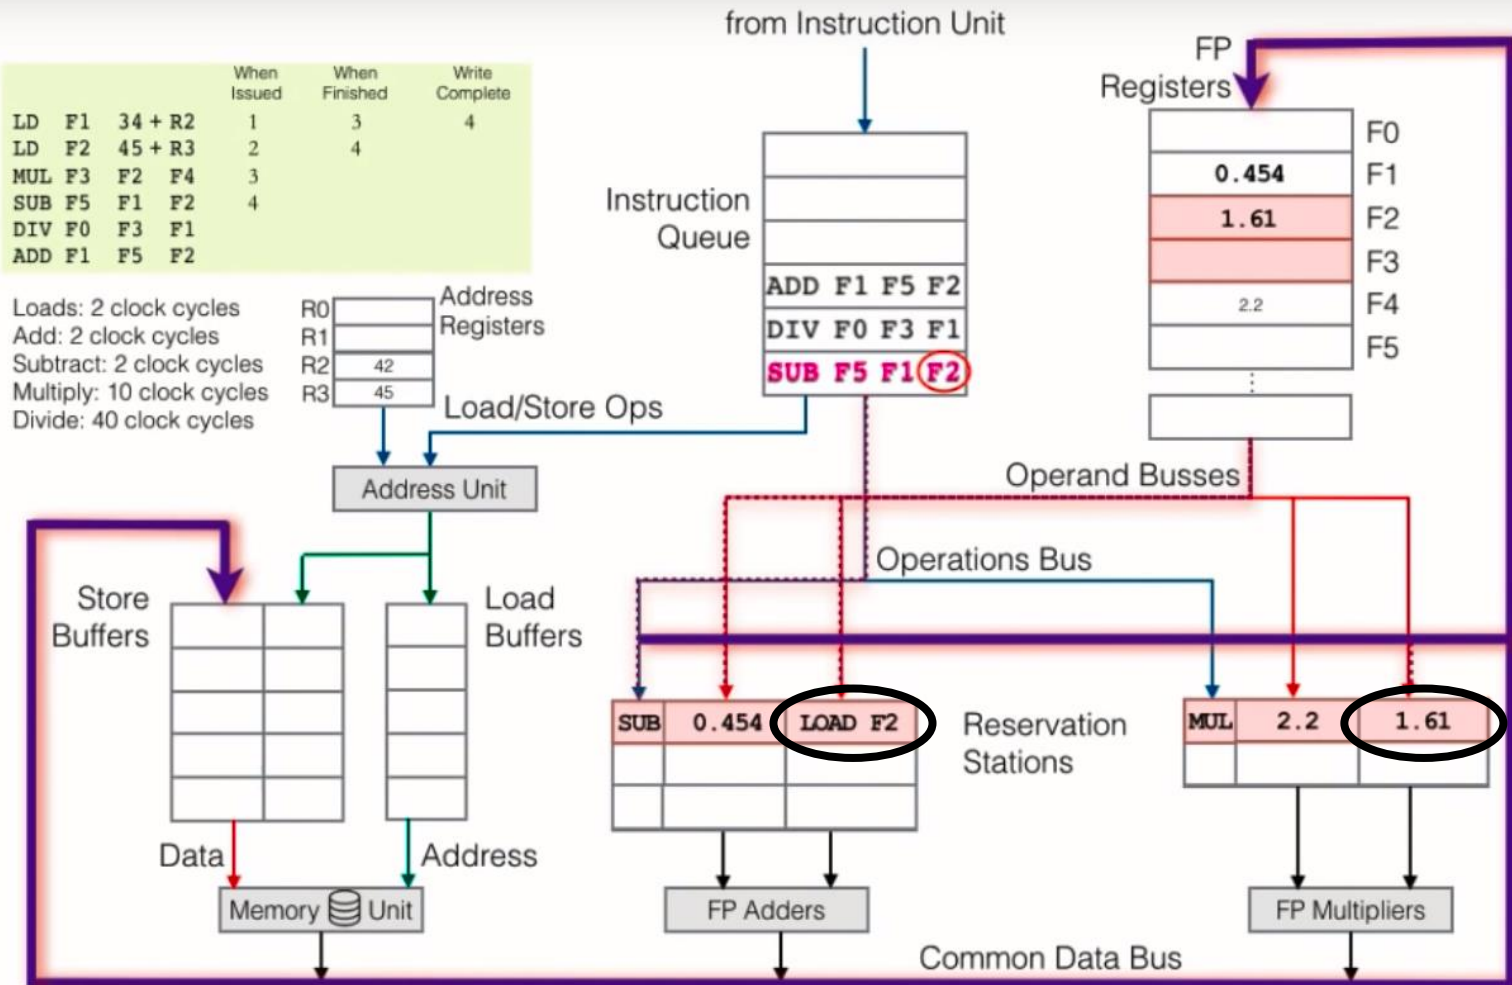 from Instruction Unit
When Issued When Finished Write Complete
LD F1 34 + R2 1 3 4
LD F2 45 + R3 2 4
MUL F3 F2 F4 3
SUB F5 F1 F2 4
DIV F0 F3 F1
ADD F1 F5 F2
Loads: 2 clock cycles
Add: 2 clock cycles
Subtract: 2 clock cycles
Multiply: 10 clock cycles
Divide: 40 clock cycles
R0
R1
R2 42
R3 45
Address
Registers
Instruction
Queue
ADD F1 F5 F2
DIV F0 F3 F1
SUB F5 F1 F2
FP
Registers
F0
0.454 F1
1.61 F2
F3
2.2 F4
F5
Load/Store Ops
Address Unit
Operand Busses
Operations Bus
Store
Buffers
Load
Buffers
SUB 0.454 LOAD F2
Reservation
Stations
MUL 2.2 1.61
Data
Address
Memory Unit
FP Adders
FP Multipliers
Common Data Bus